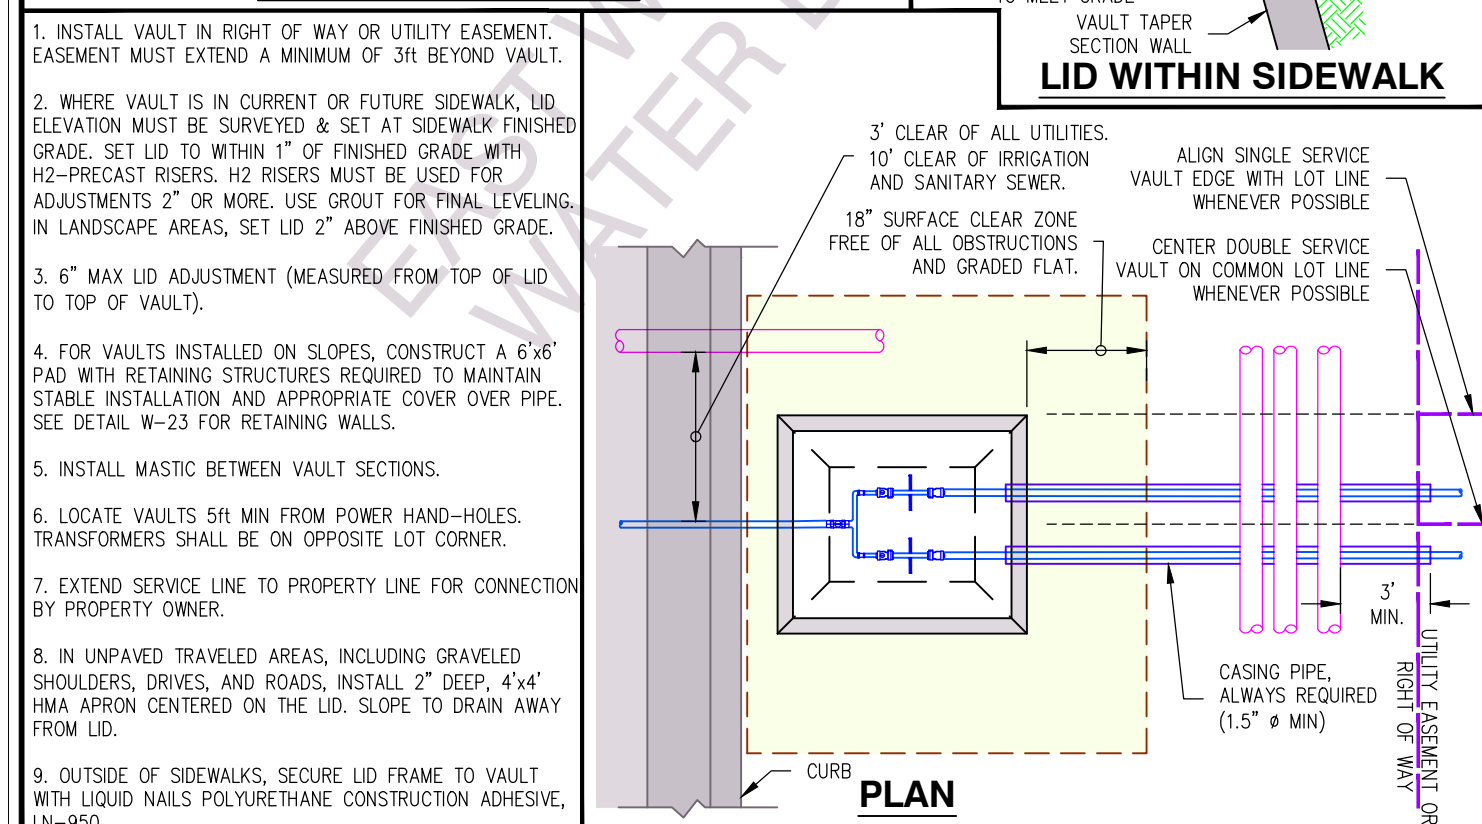 1. INSTALL VAULT IN RIGHT OF WAY OR UTILITY EASEMENT.
EASEMENT MUST EXTEND A MINIMUM OF 3ft BEYOND VAULT.
2. WHERE VAULT IS IN CURRENT OR FUTURE SIDEWALK, LID
ELEVATION MUST BE SURVEYED & SET AT SIDEWALK FINISHED
GRADE. SET LID TO WITHIN 1" OF FINISHED GRADE WITH
H2-PRECAST RISERS. H2 RISERS MUST BE USED FOR
ADJUSTMENTS 2" OR MORE. USE GROUT FOR FINAL LEVELING.
IN LANDSCAPE AREAS, SET LID 2" ABOVE FINISHED GRADE.
3. 6" MAX LID ADJUSTMENT (MEASURED FROM TOP OF LID
TO TOP OF VAULT).
4. FOR VAULTS INSTALLED ON SLOPES, CONSTRUCT A 6'x6'
PAD WITH RETAINING STRUCTURES REQUIRED TO MAINTAIN
STABLE INSTALLATION AND APPROPRIATE COVER OVER PIPE.
SEE DETAIL W-23 FOR RETAINING WALLS.
5. INSTALL MASTIC BETWEEN VAULT SECTIONS.
6. LOCATE VAULTS 5ft MIN FROM POWER HAND-HOLES.
TRANSFORMERS SHALL BE ON OPPOSITE LOT CORNER.
7. EXTEND SERVICE LINE TO PROPERTY LINE FOR CONNECTION
BY PROPERTY OWNER.
8. IN UNPAVED TRAVELED AREAS, INCLUDING GRAVELED
SHOULDERS, DRIVES, AND ROADS, INSTALL 2" DEEP, 4'x4'
HMA APRON CENTERED ON THE LID. SLOPE TO DRAIN AWAY
FROM LID.
9. OUTSIDE OF SIDEWALKS, SECURE LID FRAME TO VAULT
WITH LIQUID NAILS POLYURETHANE CONSTRUCTION ADHESIVE,
LN-950
TO MEET GRADE
VAULT TAPER
SECTION WALL
LID WITHIN SIDEWALK
3' CLEAR OF ALL UTILITIES.
10' CLEAR OF IRRIGATION
AND SANITARY SEWER.
18" SURFACE CLEAR ZONE
FREE OF ALL OBSTRUCTIONS
AND GRADED FLAT.
ALIGN SINGLE SERVICE
VAULT EDGE WITH LOT LINE
WHENEVER POSSIBLE
CENTER DOUBLE SERVICE
VAULT ON COMMON LOT LINE
WHENEVER POSSIBLE
3'
MIN.
CASING PIPE,
ALWAYS REQUIRED
(1.5" ø MIN)
UTILITY EASEMENT OR
RIGHT OF WAY
CURB
PLAN
EAST W
WATER